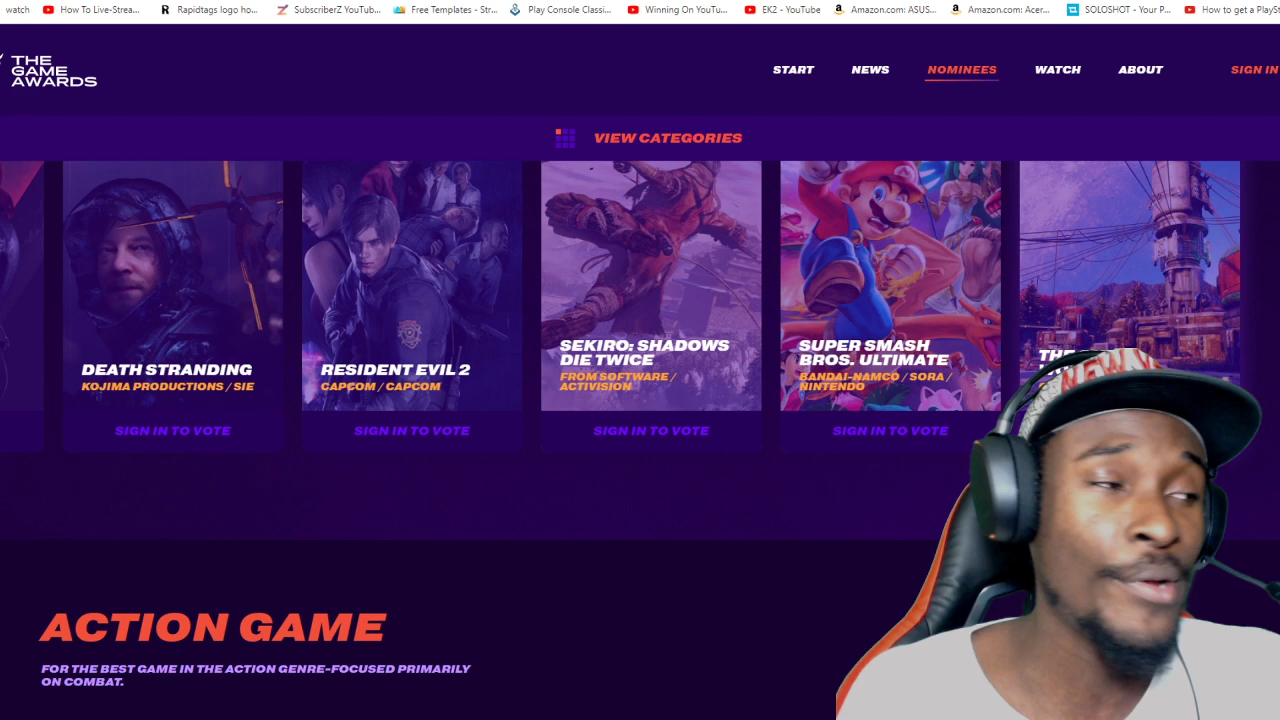 watch
How To Live-Strea...
Rapidtags logo ho...
SubscriberZ YouTub...
Free Templates - Str...
Play Console Classi...
Winning On YouTu...
EK2 - YouTube
Amazon.com: ASUS...
Amazon.com: Acer...
SOLOSHOT - Your P...
How to get a PlaySt
THE
GAME
AWARDS
START
NEWS
NOMINEES
WATCH
ABOUT
SIGN IN
VIEW CATEGORIES
DEATH STRANDING
KOJIMA PRODUCTIONS / SIE
SIGN IN TO VOTE
RESIDENT EVIL 2
CAPCOM / CAPCOM
SIGN IN TO VOTE
SEKIRO: SHADOWS
DIE TWICE
FROM SOFTWARE /
ACTIVISION
SIGN IN TO VOTE
SUPER SMASH
BROS. ULTIMATE
BANDAI-NAMCO / SORA /
NINTENDO
SIGN IN TO VOTE
ACTION GAME
FOR THE BEST GAME IN THE ACTION GENRE-FOCUSED PRIMARILY
ON COMBAT.